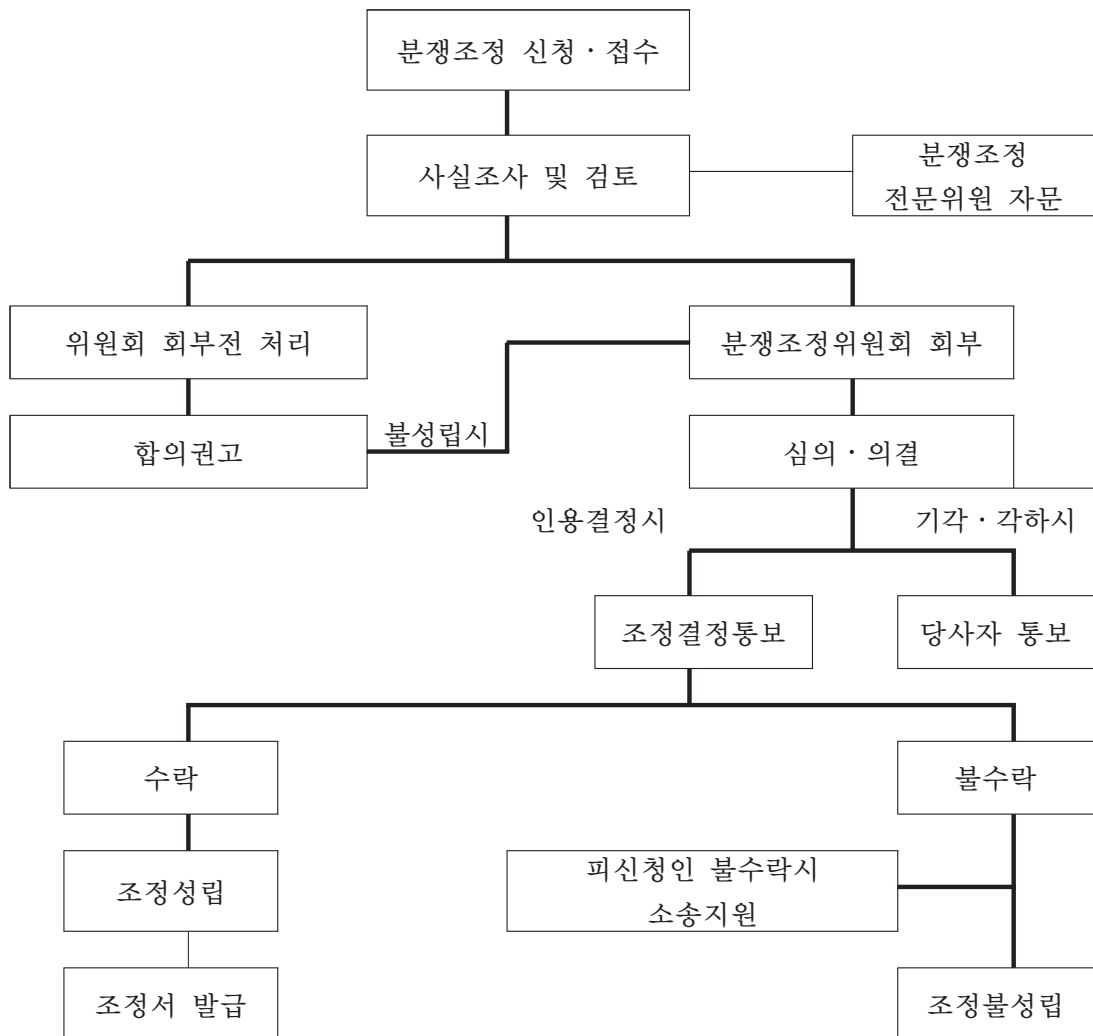 분쟁조정 신청·접수
사실조사 및 검토
분쟁조정
전문위원 자문
위원회 회부전 처리
분쟁조정위원회 회부
합의권고
불성립시
심의·의결
인용결정시
기각·각하시
조정결정통보
당사자 통보
수락
불수락
조정성립
피신청인 불수락시
소송지원
조정서 발급
조정불성립